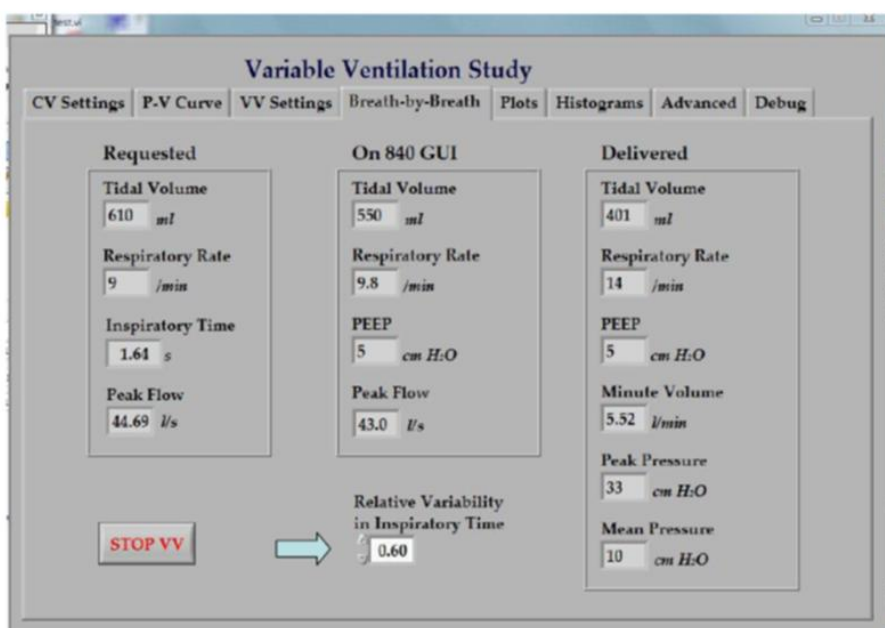 test.vi
Variable Ventilation Study
CV Settings P-V Curve VV Settings Breath-by-Breath Plots Histograms Advanced Debug
Requested
Tidal Volume
610 ml
Respiratory Rate
9 /min
Inspiratory Time
1.64 s
Peak Flow
44.69 l/s
On 840 GUI
Tidal Volume
550 ml
Respiratory Rate
9.8 /min
PEEP
5 cm H₂O
Peak Flow
43.0 l/s
Delivered
Tidal Volume
401 ml
Respiratory Rate
14 /min
PEEP
5 cm H₂O
Minute Volume
5.52 l/min
Peak Pressure
33 cm H₂O
Mean Pressure
10 cm H₂O
STOP VV
Relative Variability
in Inspiratory Time
0.60